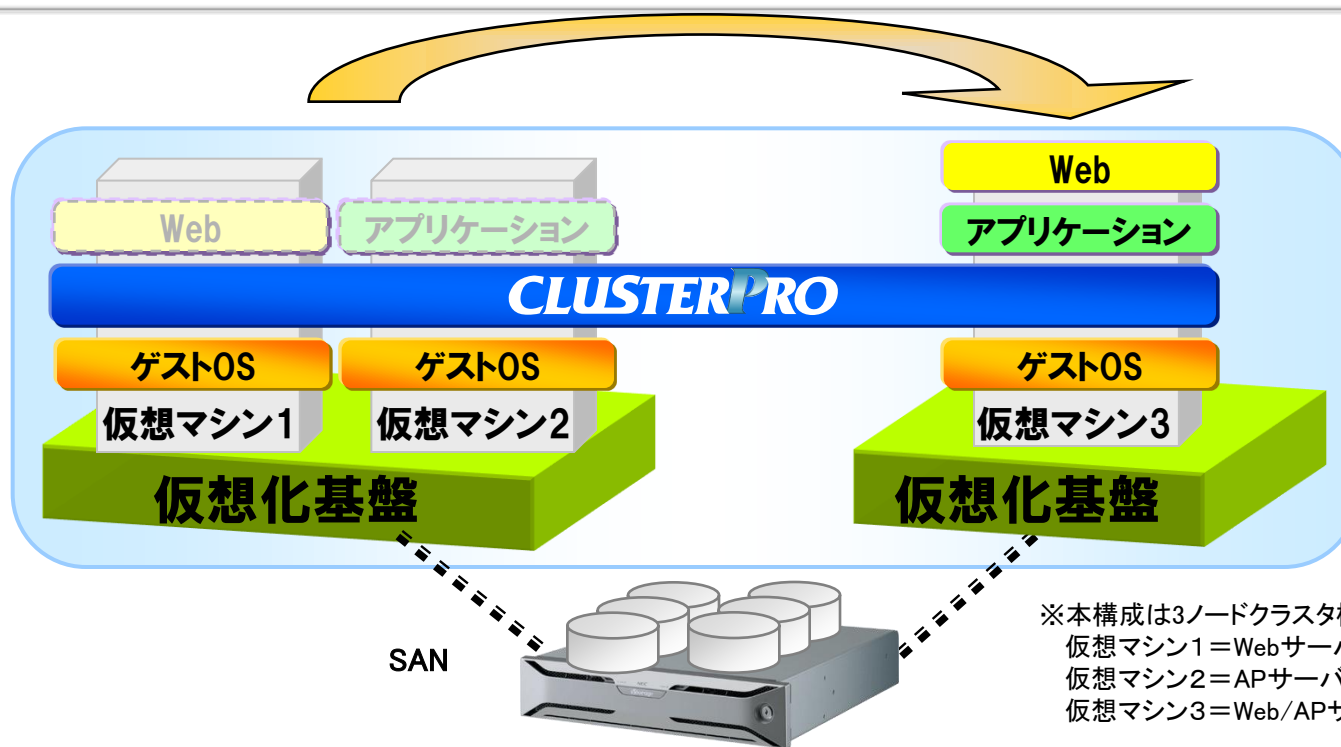 Web
Web
アプリケーション
アプリケーション
CLUSTERPRO
ゲストOS
ゲストOS
ゲストOS
仮想マシン1
仮想マシン2
仮想マシン3
仮想化基盤
仮想化基盤
SAN
※本構成は3ノードクラスタ
仮想マシン1=Webサーバ
仮想マシン2=APサーバ
仮想マシン3=Web/AP